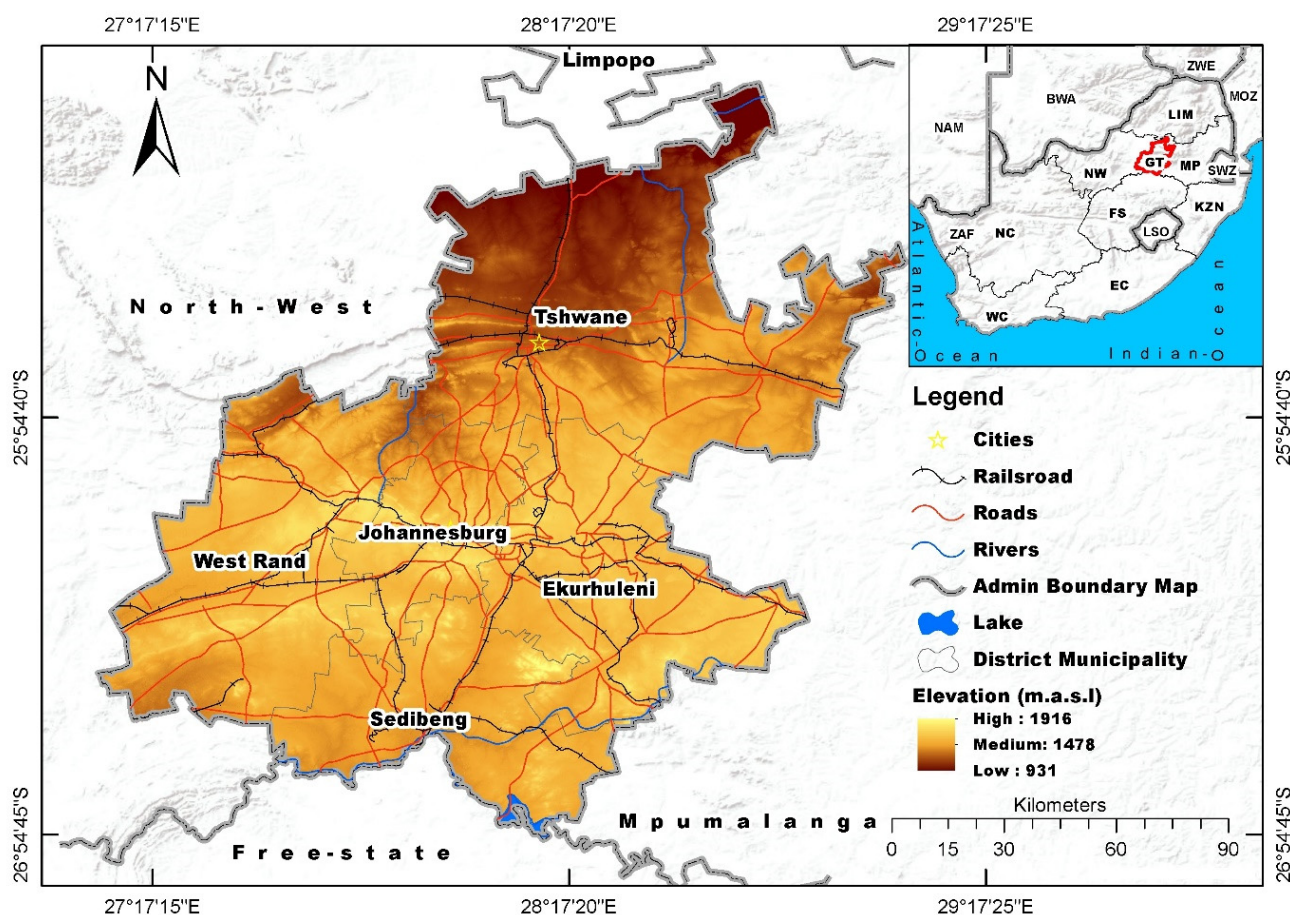 27°17'15"E
28°17'20"E
29°17'25"E
N
Limpopo
North-West
Tshwane
25°54'40"S
25°54'40"S
Johannesburg
West Rand
Ekurhuleni
Sedibeng
Mpumalanga
Free-state
26°54'45"S
26°54'45"S
27°17'15"E
28°17'20"E
29°17'25"E
ZWE
BWA
MOZ
NAM
LIM
GT
MP
NW
SWZ
FS
KZN
ZAF
NC
LSO
EC
WC
Atlantic-
Ocean
Indian-
Ocean
Legend
Cities
Railsroad
Roads
Rivers
Admin Boundary Map
Lake
District Municipality
Elevation (m.a.s.l)
High : 1916
Medium: 1478
Low : 931
Kilometers
0 15 30 60 90